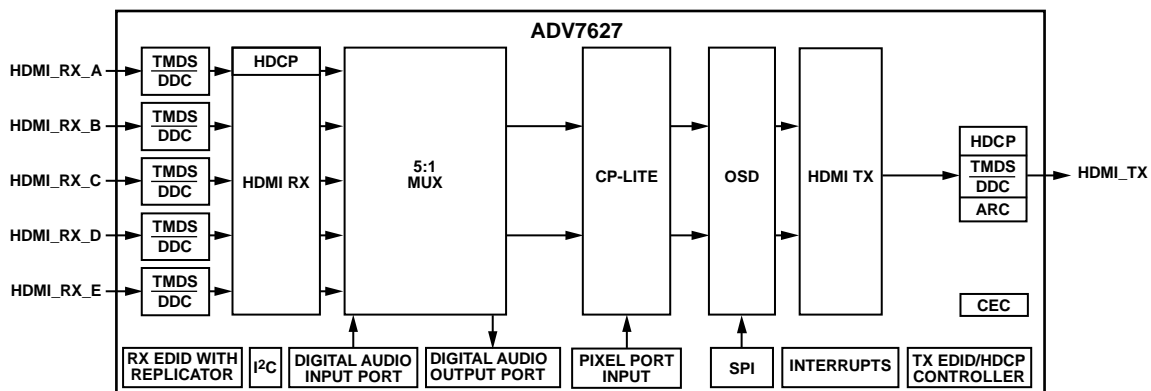 ADV7627
HDMI_RX_A
TMDS
DDC
HDCP
HDMI_RX_B
TMDS
DDC
HDMI_RX_C
TMDS
DDC
HDMI RX
5:1
MUX
CP-LITE
OSD
HDMI TX
HDCP
TMDS
DDC
ARC
HDMI_TX
HDMI_RX_D
TMDS
DDC
HDMI_RX_E
TMDS
DDC
CEC
RX EDID WITH
REPLICATOR
I²C
DIGITAL AUDIO
INPUT PORT
DIGITAL AUDIO
OUTPUT PORT
PIXEL PORT
INPUT
SPI
INTERRUPTS
TX EDID/HDCP
CONTROLLER